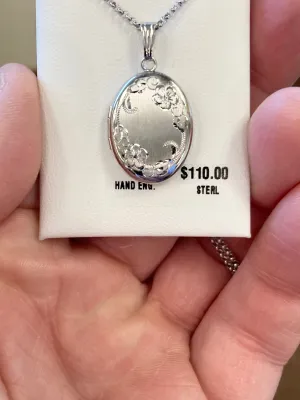 HAND ENG. $110.00
STERL